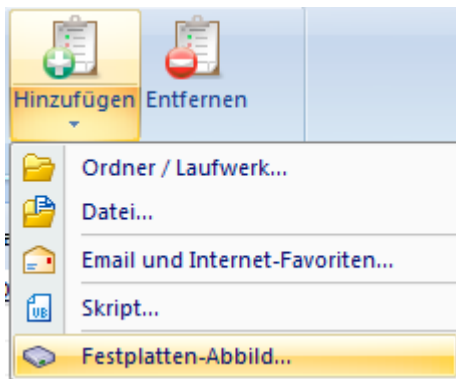 Hinzufügen Entfernen
Ordner / Laufwerk...
Datei...
Email und Internet-Favoriten...
Skript...
Festplatten-Abbild...